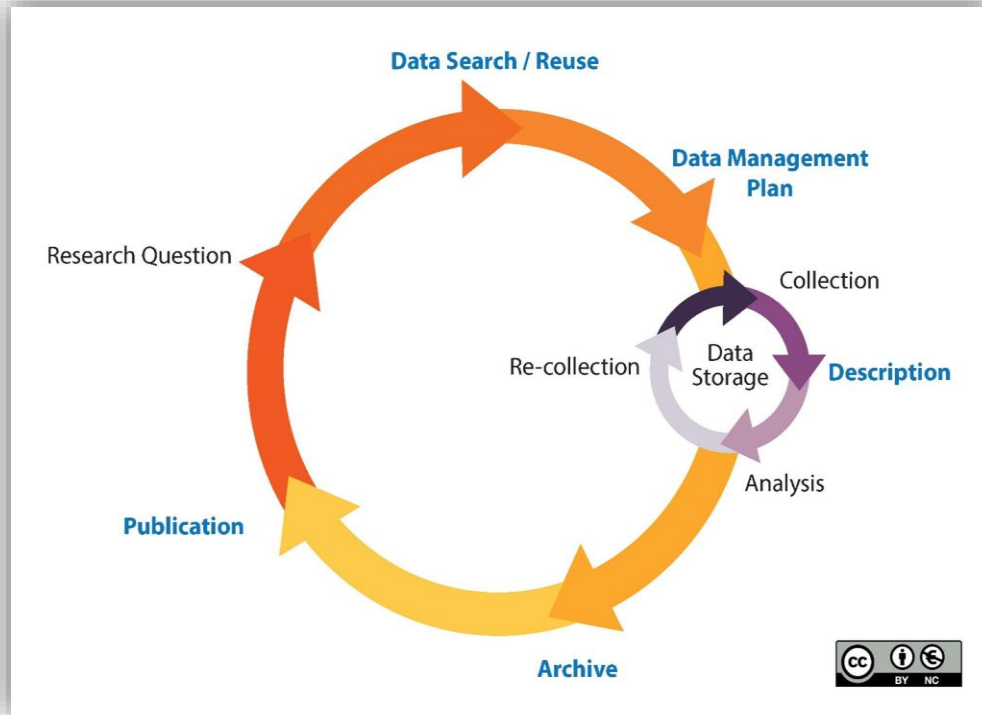 Data Search / Reuse
Data Management
Plan
Collection
Research Question
Re-collection
Data
Storage
Description
Analysis
Publication
Archive
cc
BY NC